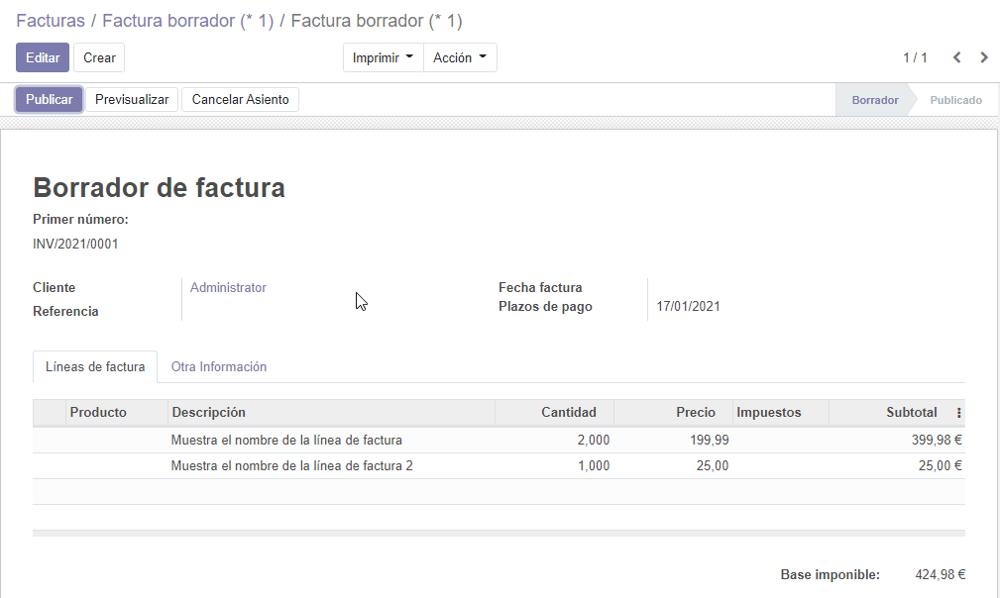 Facturas / Factura borrador (* 1) / Factura borrador (* 1)
Editar Crear Imprimir Acción 1 / 1
Publicar Previsualizar Cancelar Asiento Borrador Publicado
Borrador de factura
Primer número:
INV/2021/0001
Cliente Administrator Fecha factura
Referencia Plazos de pago 17/01/2021
Líneas de factura Otra Información
Producto Descripción Cantidad Precio Impuestos Subtotal
Muestra el nombre de la línea de factura 2,000 199,99 399,98 €
Muestra el nombre de la línea de factura 2 1,000 25,00 25,00 €
Base imponible: 424,98 €